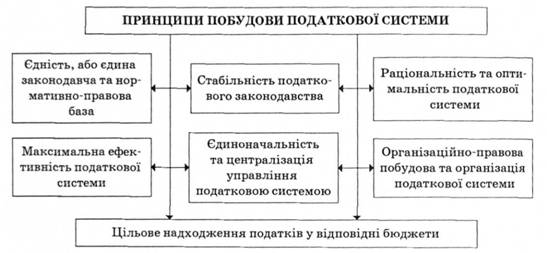 ПРИНЦИПИ ПОБУДОВИ ПОДАТКОВОЇ СИСТЕМИ
Єдність, або єдина
законодавча та нор-
мативно-правова
база
Стабільність податко-
вого законодавства
Раціональність та опти-
мальність податкової
системи
Максимальна ефек-
тивність податкової
системи
Єдиноначальність
та централізація
управління
податковою системою
Організаційно-правова
побудова та організація
податкової системи
Цільове надходження податків у відповідні бюджети